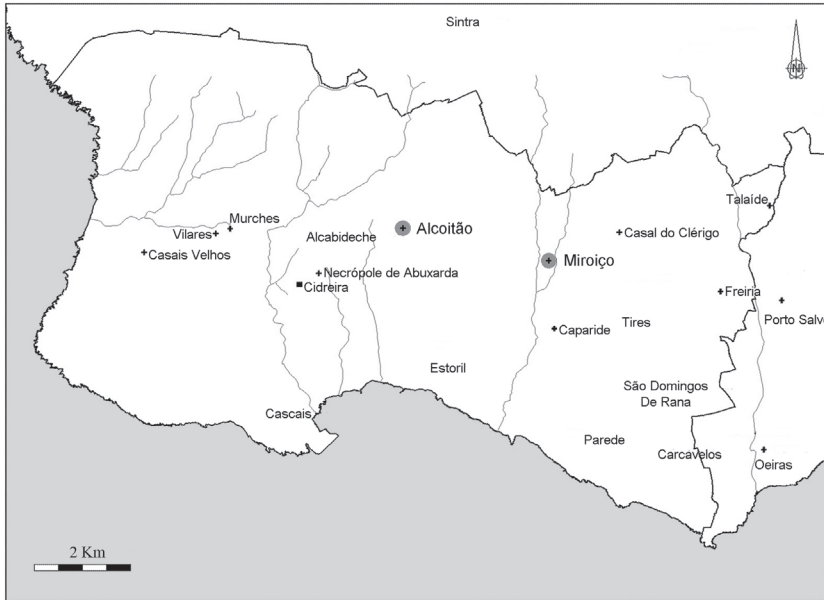 Sintra
N
Talaíde
Murches
Vilares
Alcoitão
Casal do Clérigo
Alcabideche
Casais Velhos
Miroiço
Necrópole de Abuxarda
Cidreira
Freiria
Porto Salvo
Caparide
Tires
Estoril
São Domingos
De Rana
Cascais
Parede
Carcavelos
Oeiras
2 Km